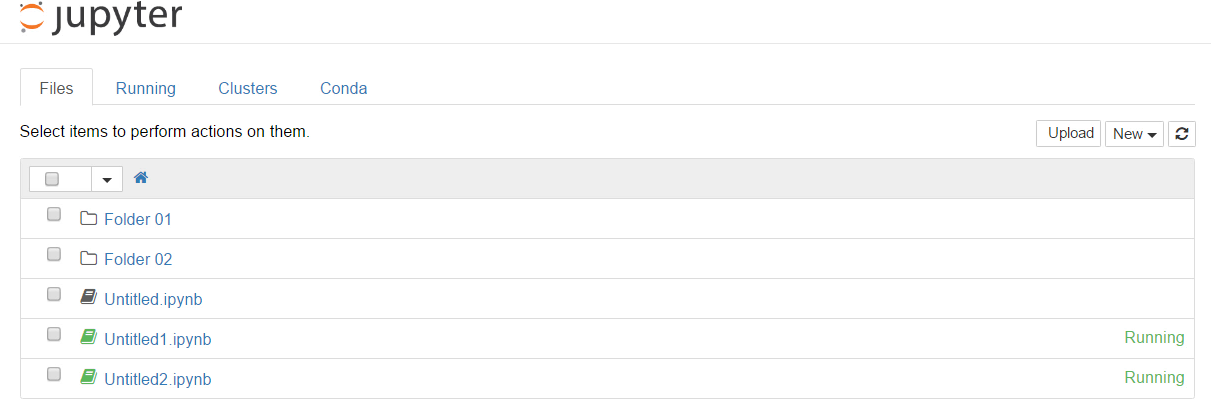 jupyter
Files Running Clusters Conda
Select items to perform actions on them.
Upload New
Folder 01
Folder 02
Untitled.ipynb
Untitled1.ipynb Running
Untitled2.ipynb Running